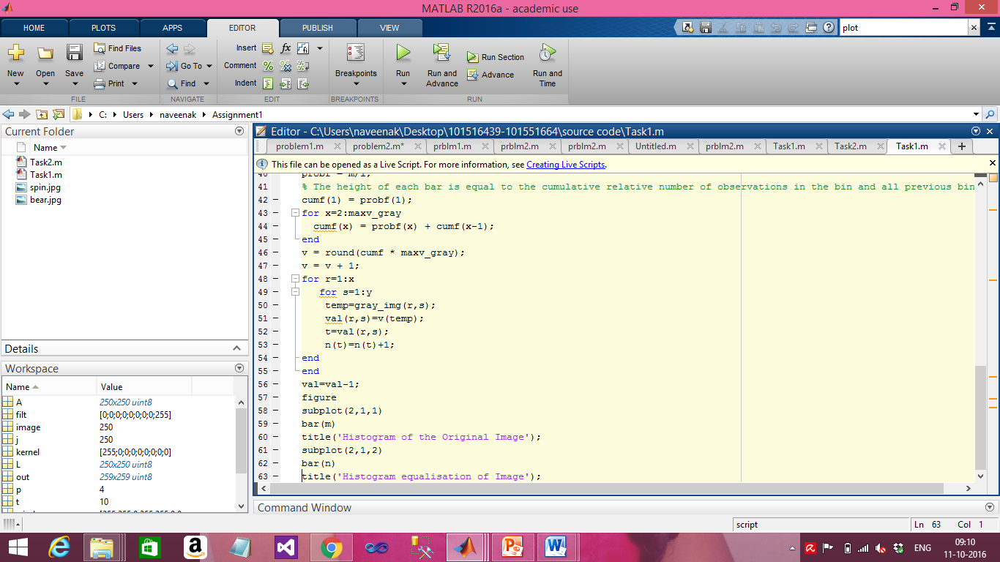 MATLAB R2016a - academic use
HOME PLOTS APPS EDITOR PUBLISH VIEW
plot
New Open Save
Find Files
Compare
Print
FILE
Go To
Find
NAVIGATE
Insert fx
Comment
Indent
EDIT
Breakpoints
BREAKPOINTS
Run
Run and Advance
Run Section
Advance
Run and Time
RUN
C: Users naveenak Assignment1
Current Folder
Name
Task2.m
Task1.m
spin.jpg
bear.jpg
Details
Workspace
Name Value
A 250x250 uint8
filt [0;0;0;0;0;0;0;0;255]
image 250
j 250
kernel [255;0;0;0;0;0;0;0;0]
L 250x250 uint8
out 259x259 uint8
p 4
t 10
Editor - C:\Users\naveenak\Desktop\101516439-101551664\source code\Task1.m
problem1.m problem2.m* prblm1.m prblm2.m prblm2.m Untitled.m prblm2.m Task1.m Task2.m Task1.m
This file can be opened as a Live Script. For more information, see Creating Live Scripts.
41 % The height of each bar is equal to the cumulative relative number of observations in the bin and all previous bin
42 cumf(1) = probf(1);
43 for x=2:maxv_gray
44 cumf(x) = probf(x) + cumf(x-1);
45 end
46 v = round(cumf * maxv_gray);
47 v = v + 1;
48 for r=1:x
49 for s=1:y
50 temp=gray_img(r,s);
51 val(r,s)=v(temp);
52 t=val(r,s);
53 n(t)=n(t)+1;
54 end
55 end
56 val=val-1;
57 figure
58 subplot(2,1,1)
59 bar(m)
60 title('Histogram of the Original Image');
61 subplot(2,1,2)
62 bar(n)
63 title('Histogram equalisation of Image');
Command Window
script
Ln 63 Col 1
ENG
09:10
11-10-2016